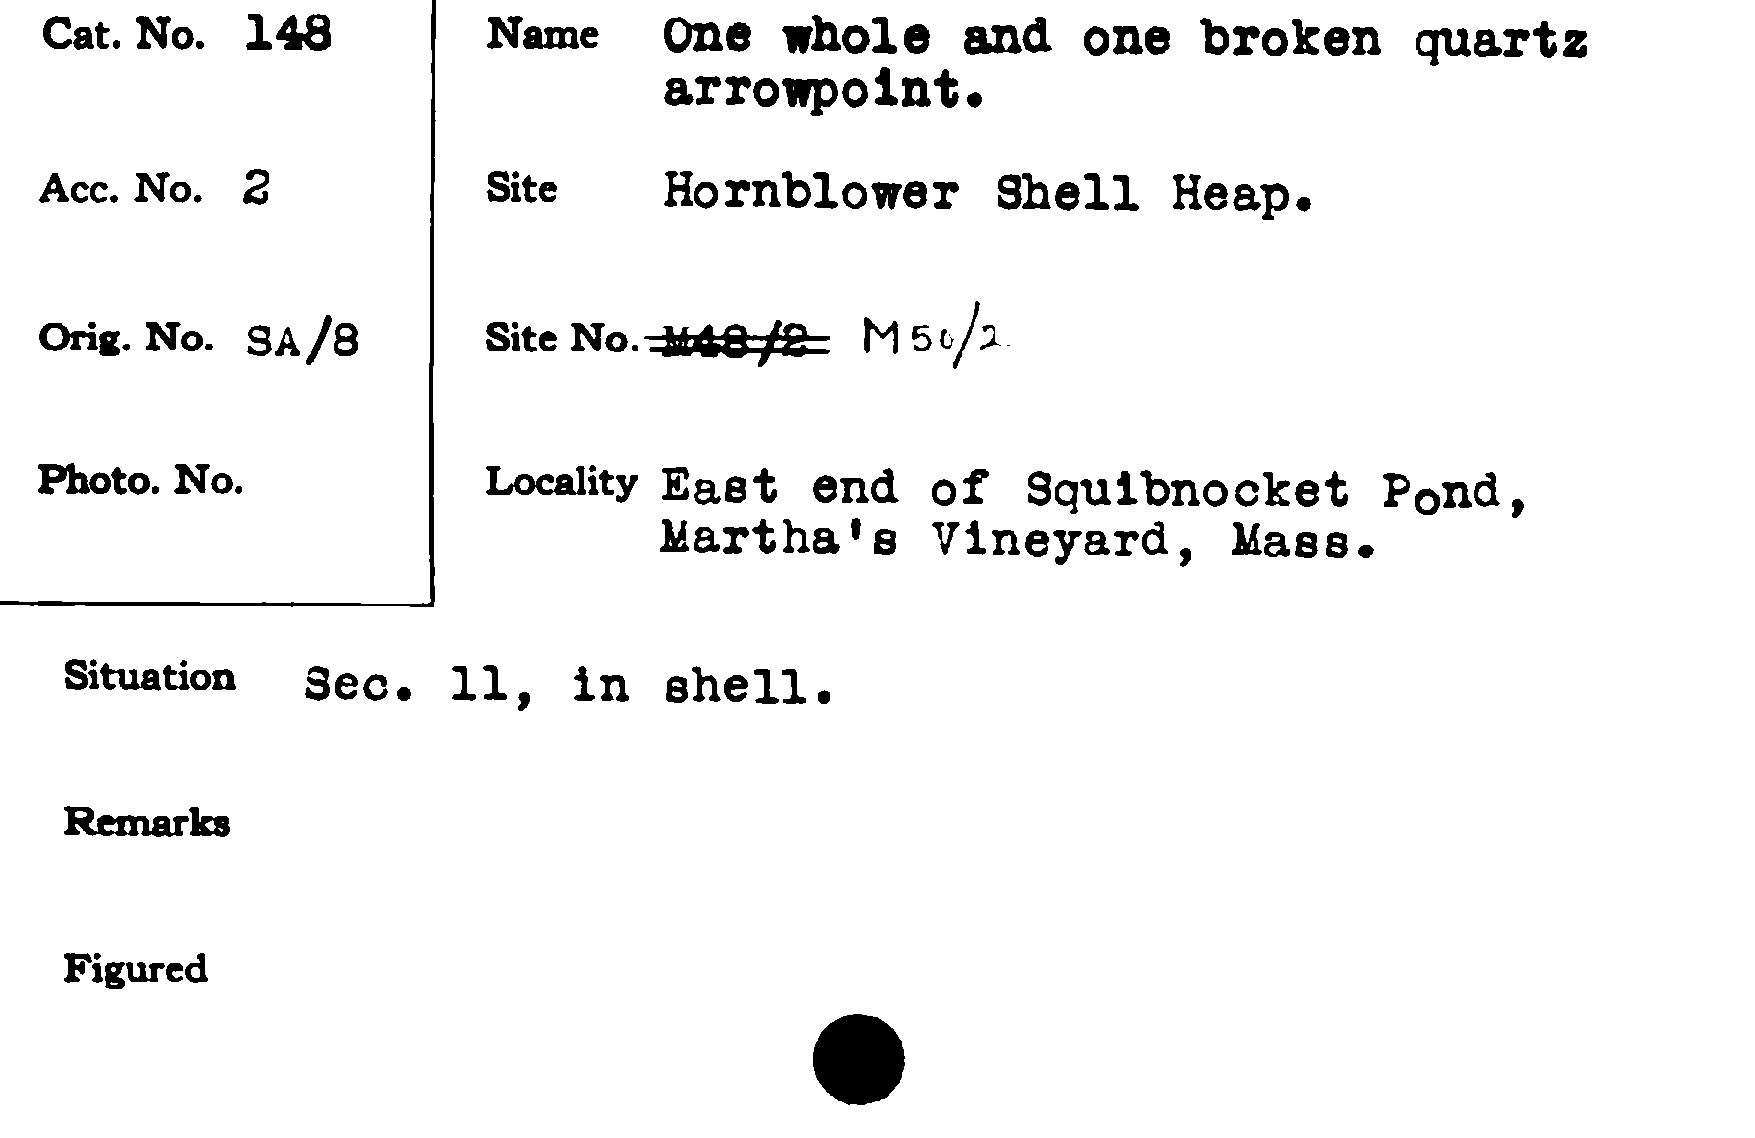 Cat. No. 148
Name One whole and one broken quartz
arrowpoint.
Acc. No. 2
Site Hornblower Shell Heap.
Orig. No. SA/8
Site No. M48/2 M50/2
Photo. No.
Locality East end of Squibnocket Pond,
Martha's Vineyard, Mass.
Situation Sec. 11, in shell.
Remarks
Figured